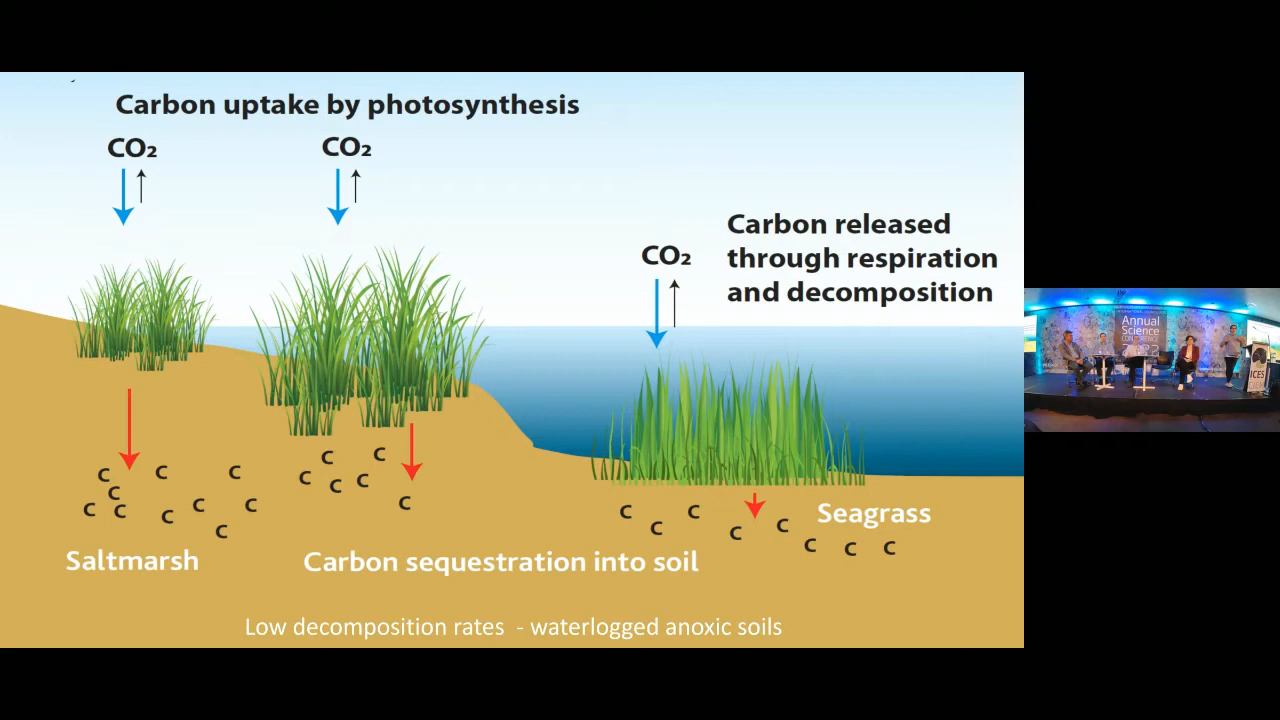 Carbon uptake by photosynthesis
CO₂ CO₂
CO₂
Carbon released
through respiration
and decomposition
C C C C C C C C C C C
C C C C C C
C C C C C C C C
Seagrass
Saltmarsh
Carbon sequestration into soil
Low decomposition rates - waterlogged anoxic soils
Annual
Science
ICES